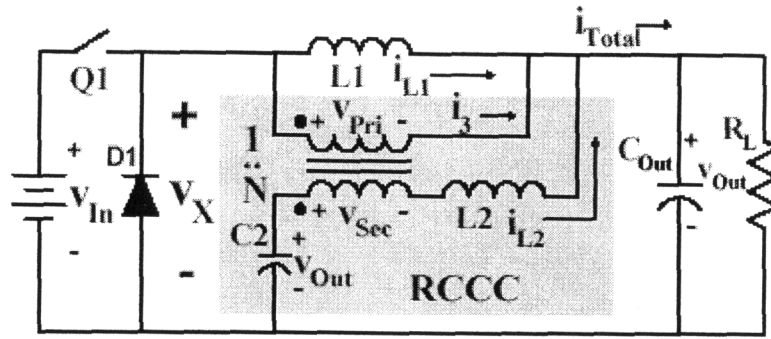 i_Total
Q1
L1
i_L1
+
+ v_Pri -
i_3
D1
1
:
N
R_L
+
v_In
-
v_X
C_Out
+
v_Out
-
+ v_Sec -
L2
i_L2
C2
+
v_Out
-
-
RCCC